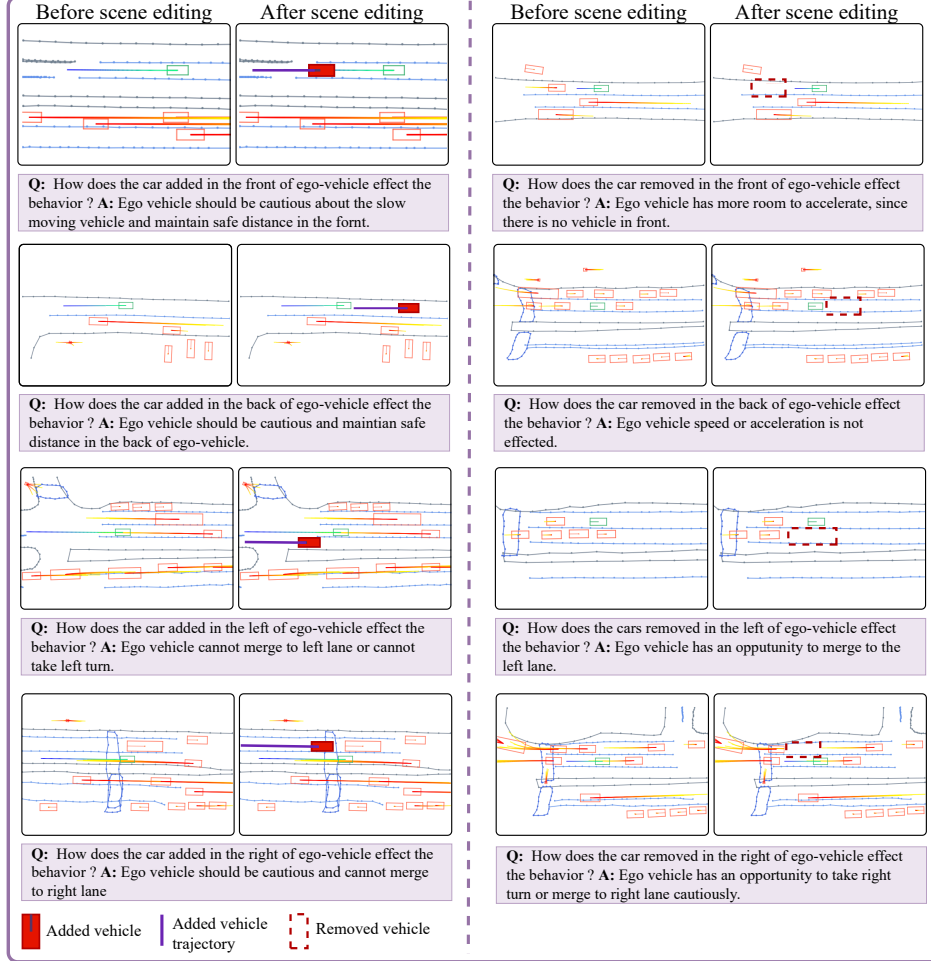 Before scene editing
After scene editing
Q: How does the car added in the front of ego-vehicle effect the
behavior ? A: Ego vehicle should be cautious about the slow
moving vehicle and maintain safe distance in the fornt.
Q: How does the car added in the back of ego-vehicle effect the
behavior ? A: Ego vehicle should be cautious and maintian safe
distance in the back of ego-vehicle.
Q: How does the car added in the left of ego-vehicle effect the
behavior ? A: Ego vehicle cannot merge to left lane or cannot
take left turn.
Q: How does the car added in the right of ego-vehicle effect the
behavior ? A: Ego vehicle should be cautious and cannot merge
to right lane
Before scene editing
After scene editing
Q: How does the car removed in the front of ego-vehicle effect
the behavior ? A: Ego vehicle has more room to accelerate, since
there is no vehicle in front.
Q: How does the car removed in the back of ego-vehicle effect
the behavior ? A: Ego vehicle speed or acceleration is not
effected.
Q: How does the cars removed in the left of ego-vehicle effect
the behavior ? A: Ego vehicle has an opputunity to merge to the
left lane.
Q: How does the car removed in the right of ego-vehicle effect
the behavior ? A: Ego vehicle has an opportunity to take right
turn or merge to right lane cautiously.
Added vehicle
Added vehicle
trajectory
Removed vehicle